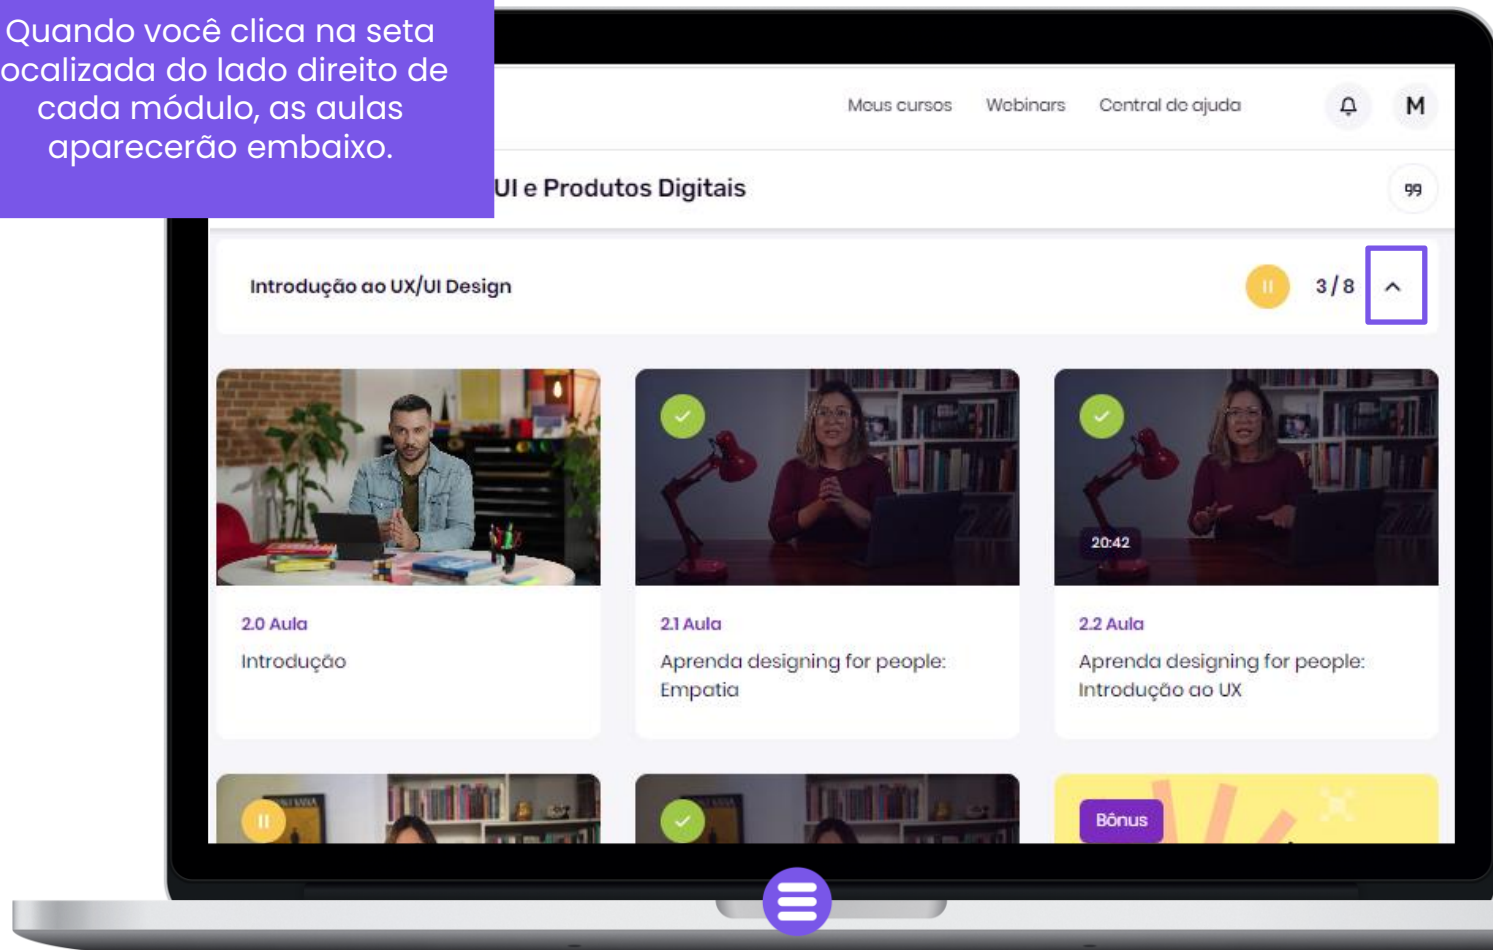 Quando você clica na seta
ocalizada do lado direito de
cada módulo, as aulas
aparecerão embaixo.
Meus cursos Webinars Central de ajuda M
UI e Produtos Digitais
Introdução ao UX/UI Design 3/8
20:42
2.0 Aula
Introdução
2.1 Aula
Aprenda designing for people:
Empatia
2.2 Aula
Aprenda designing for people:
Introdução ao UX
Bônus